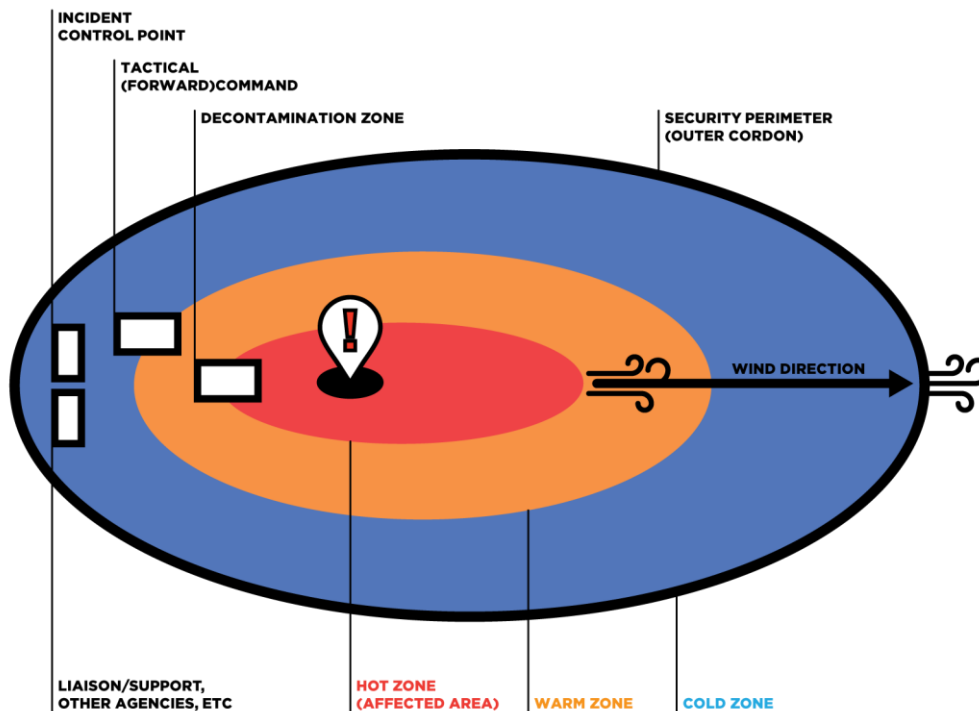 INCIDENT
CONTROL POINT
TACTICAL
(FORWARD)COMMAND
DECONTAMINATION ZONE
SECURITY PERIMETER
(OUTER CORDON)
!
WIND DIRECTION
LIAISON/SUPPORT,
OTHER AGENCIES, ETC
HOT ZONE
(AFFECTED AREA)
WARM ZONE
COLD ZONE